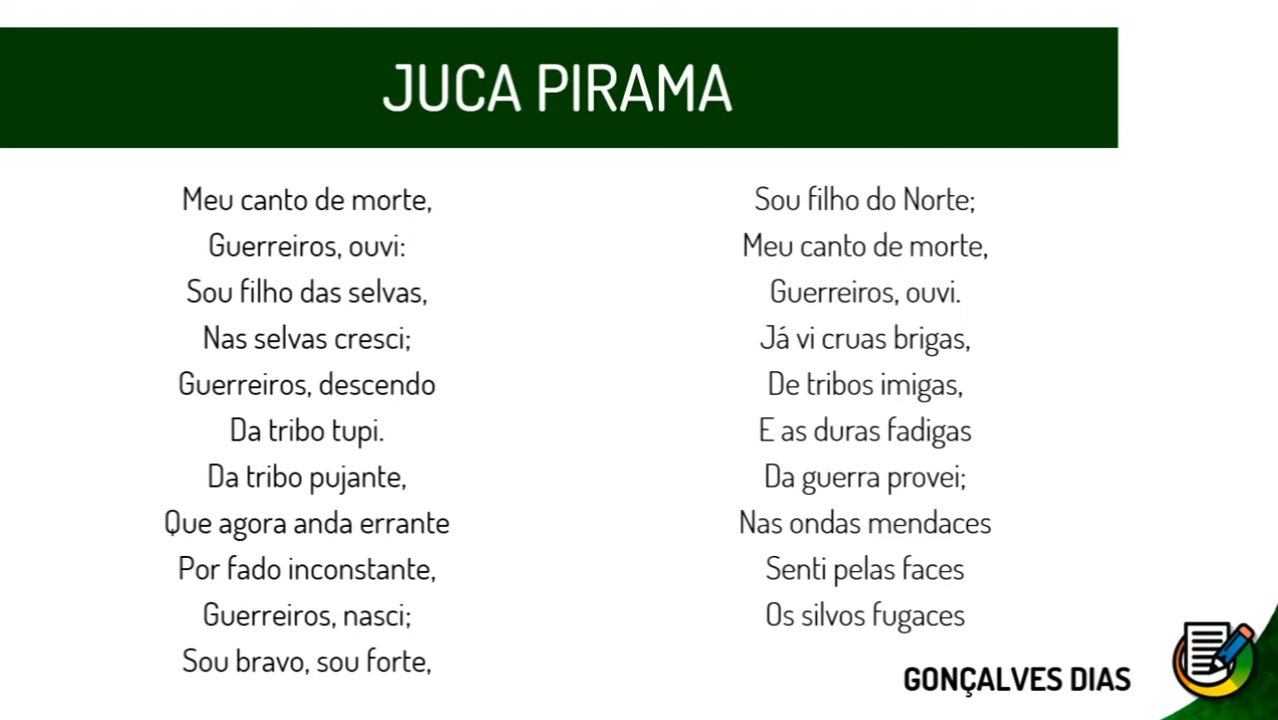 JUCA PIRAMA
Meu canto de morte,
Guerreiros, ouvi:
Sou filho das selvas,
Nas selvas cresci;
Guerreiros, descendo
Da tribo tupi.
Da tribo pujante,
Que agora anda errante
Por fado inconstante,
Guerreiros, nasci;
Sou bravo, sou forte,
Sou filho do Norte;
Meu canto de morte,
Guerreiros, ouvi.
Já vi cruas brigas,
De tribos imigas,
E as duras fadigas
Da guerra provei;
Nas ondas mendaces
Senti pelas faces
Os silvos fugaces
GONÇALVES DIAS